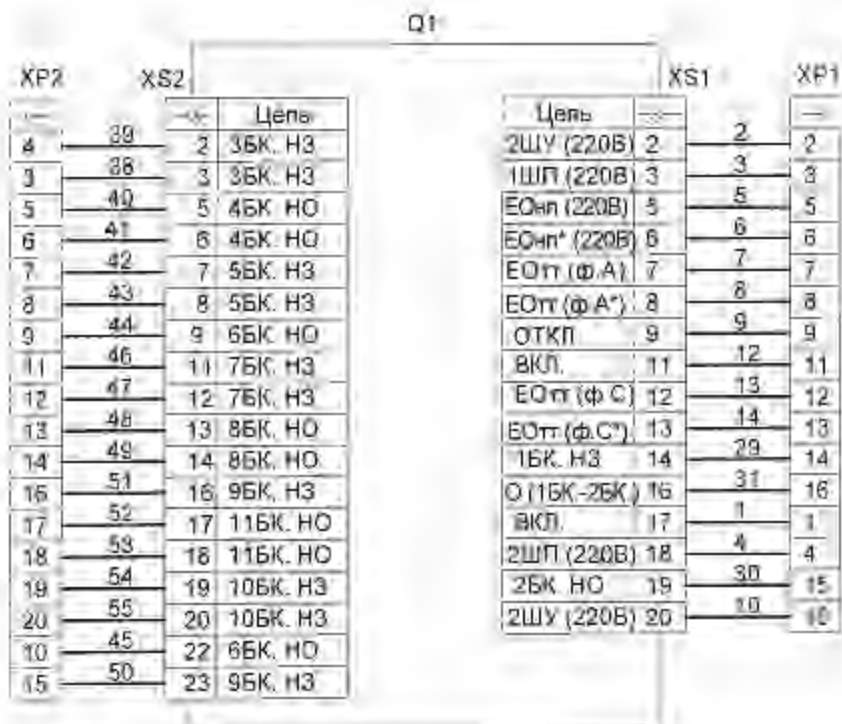 Q1
XP2 XS2 XS1 XP1
Цепь Цепь
4 39 2 3БК. НЗ 2ШУ (220В) 2 2 2
3 38 3 3БК. НЗ 1ШП (220В) 3 3 3
5 40 5 4БК. НО ЕОнп (220В) 5 5 5
6 41 6 4БК. НО ЕОнп* (220В) 6 6 6
7 42 7 5БК. НЗ ЕОтт (ф.А) 7 7 7
8 43 8 5БК. НЗ ЕОтт (ф.А*) 8 8 8
9 44 9 6БК. НО ОТКЛ 9 9 9
11 46 11 7БК. НЗ ВКЛ. 11 12 11
12 47 12 7БК. НЗ ЕОтт (ф.С) 12 13 12
13 48 13 8БК. НО ЕОтт (ф.С*) 13 14 13
14 49 14 8БК. НО 1БК. НЗ 14 29 14
16 51 16 9БК. НЗ О (1БК.-2БК.) 16 31 16
17 52 17 11БК. НО ВКЛ. 17 1 1
18 53 18 11БК. НО 2ШП (220В) 18 4 4
19 54 19 10БК. НЗ 2БК. НО 19 30 15
20 55 20 10БК. НЗ 2ШУ (220В) 20 10 10
10 45 22 6БК. НО
15 50 23 9БК. НЗ